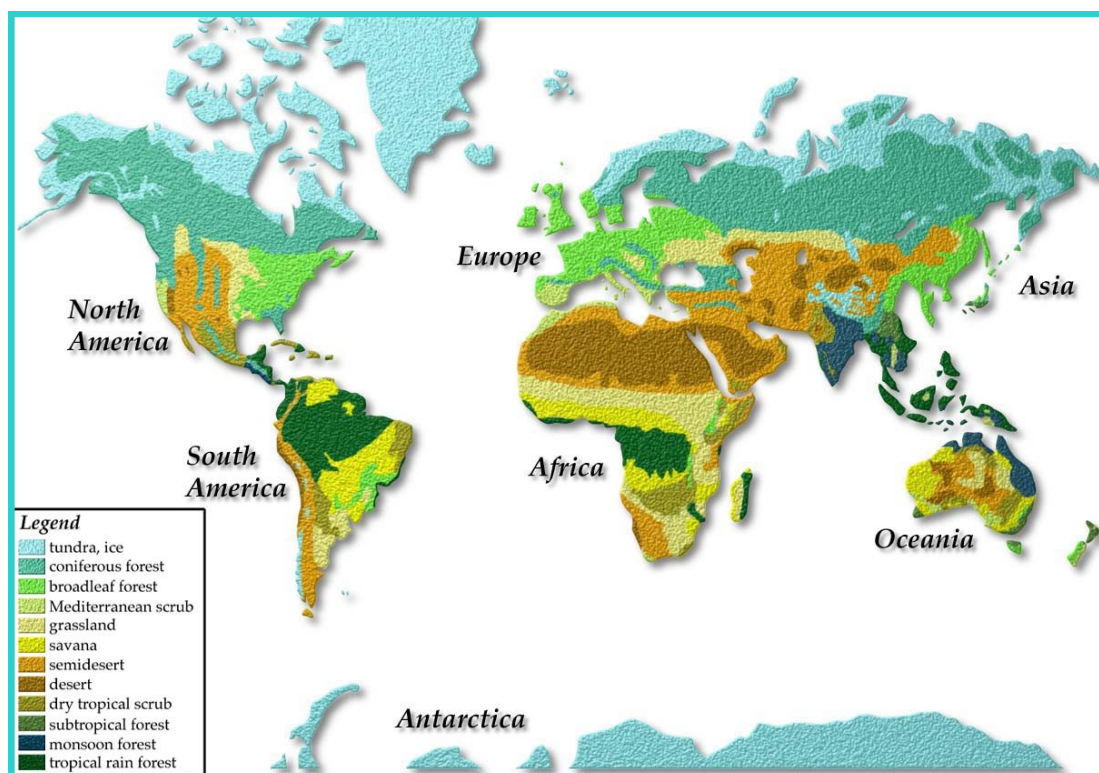 Europe
Asia
North
America
South
America
Africa
Oceania
Antarctica
Legend
tundra, ice
coniferous forest
broadleaf forest
Mediterranean scrub
grassland
savana
semidesert
desert
dry tropical scrub
subtropical forest
monsoon forest
tropical rain forest